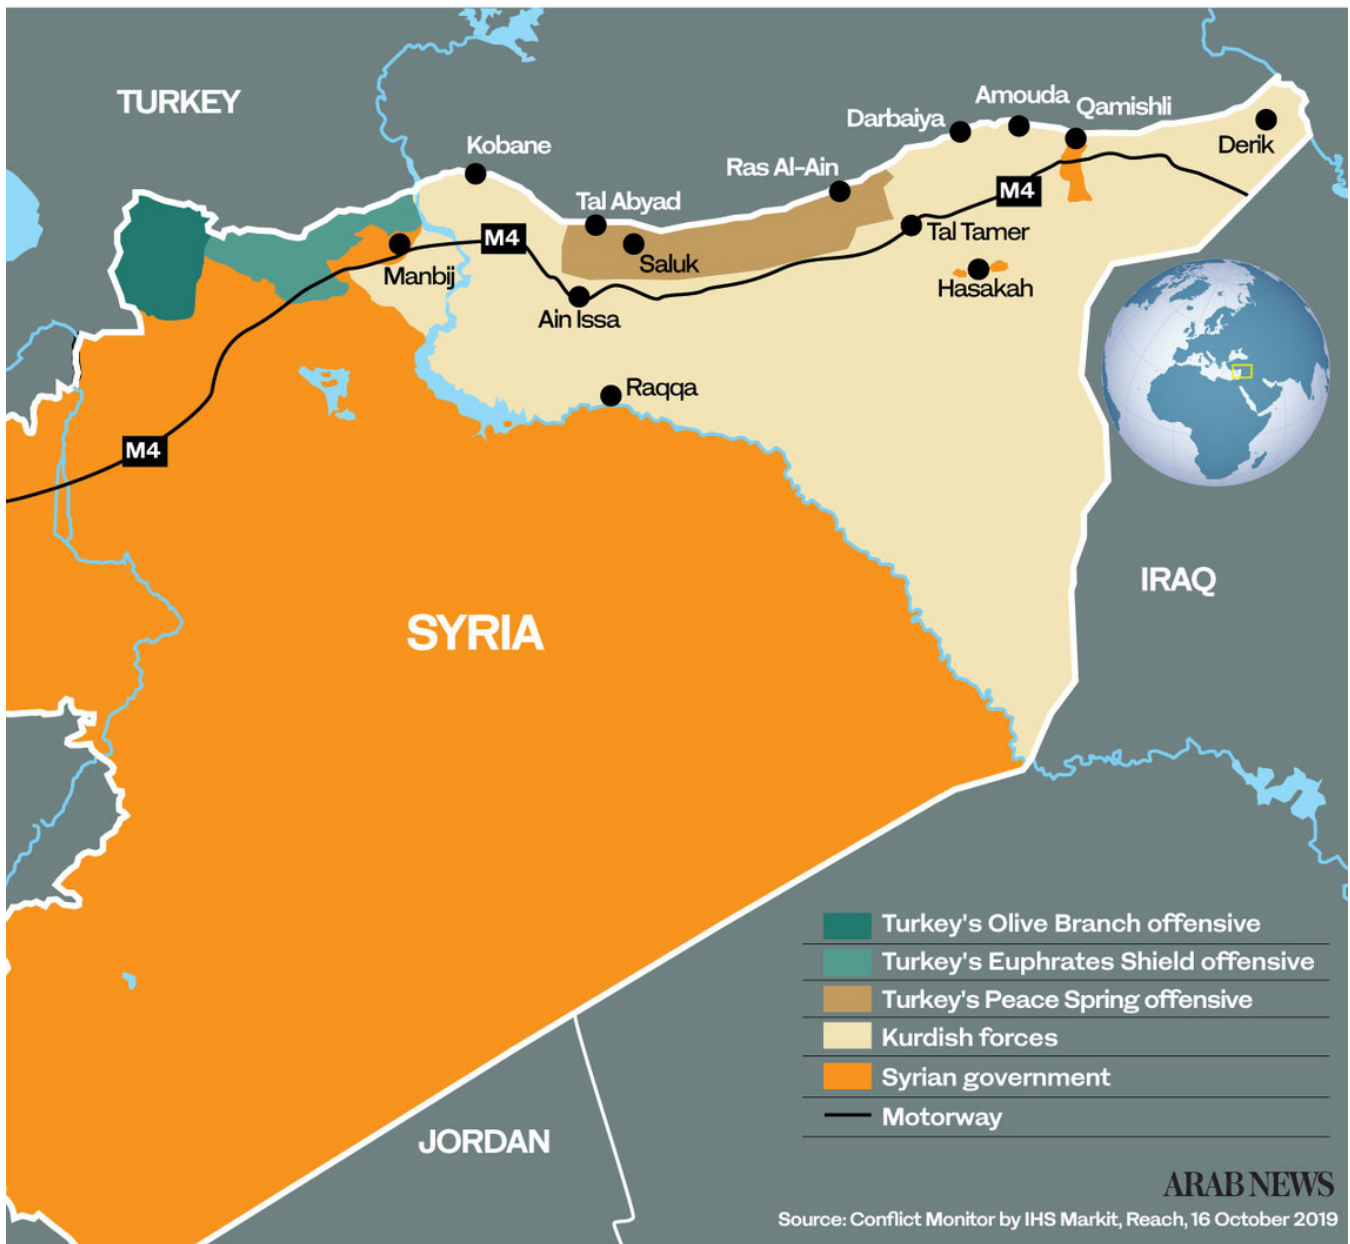 TURKEY
Kobane
Tal Abyad
Ras Al-Ain
Darbaiya
Amouda
Qamishli
Derik
M4
M4
Saluk
Tal Tamer
Manbij
Hasakah
Ain Issa
Raqqa
M4
SYRIA
IRAQ
JORDAN
Turkey's Olive Branch offensive
Turkey's Euphrates Shield offensive
Turkey's Peace Spring offensive
Kurdish forces
Syrian government
Motorway
ARAB NEWS
Source: Conflict Monitor by IHS Markit, Reach, 16 October 2019